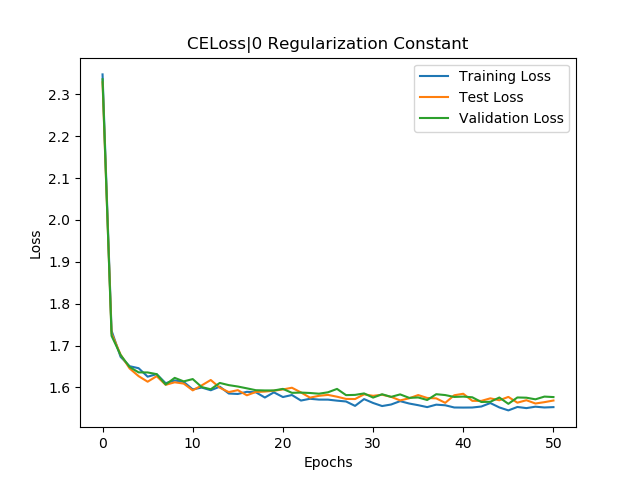 CELoss|0 Regularization Constant
Training Loss
Test Loss
Validation Loss
2.3
2.2
2.1
2.0
1.9
1.8
1.7
1.6
Loss
0 10 20 30 40 50
Epochs